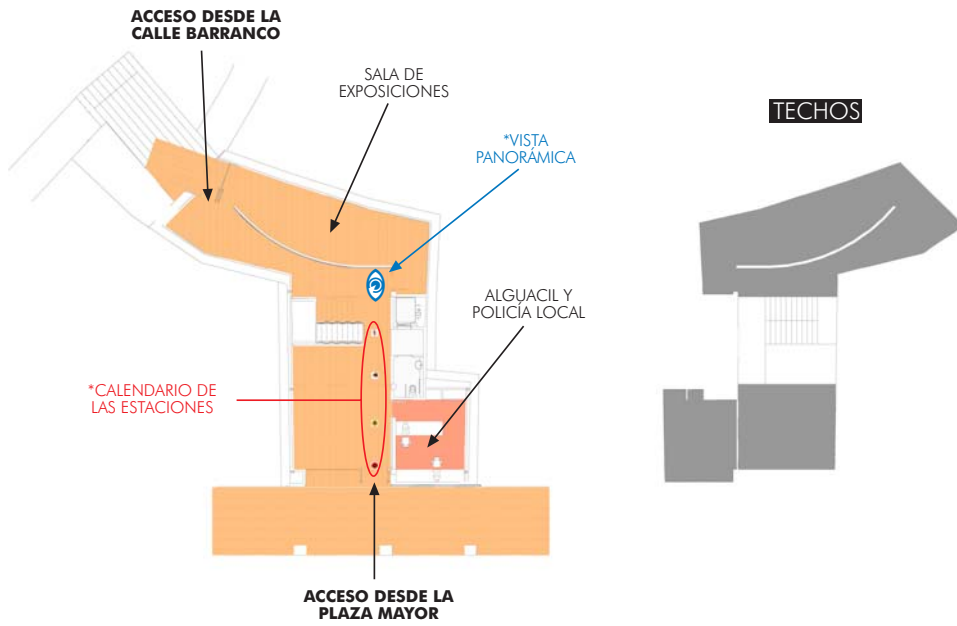 ACCESO DESDE LA
CALLE BARRANCO
SALA DE
EXPOSICIONES
TECHOS
*VISTA
PANORÁMICA
ALGUACIL Y
POLICÍA LOCAL
*CALENDARIO DE
LAS ESTACIONES
ACCESO DESDE LA
PLAZA MAYOR